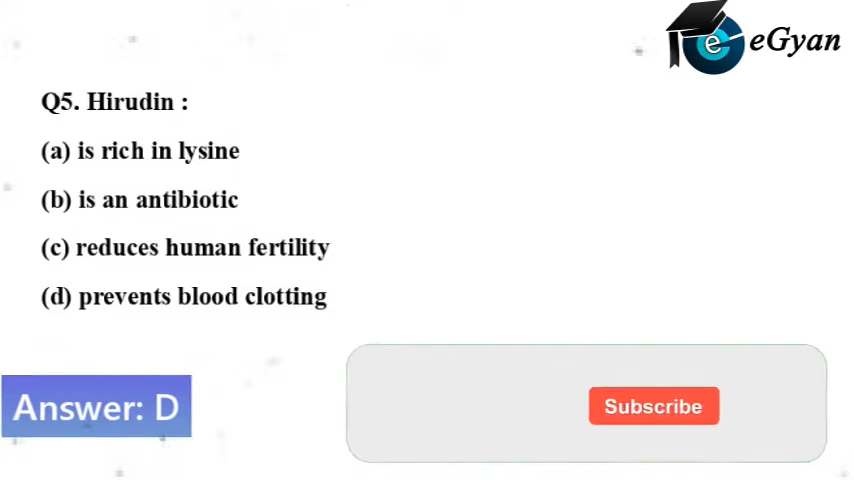 e eGyan
Q5. Hirudin :
(a) is rich in lysine
(b) is an antibiotic
(c) reduces human fertility
(d) prevents blood clotting
Answer: D
Subscribe